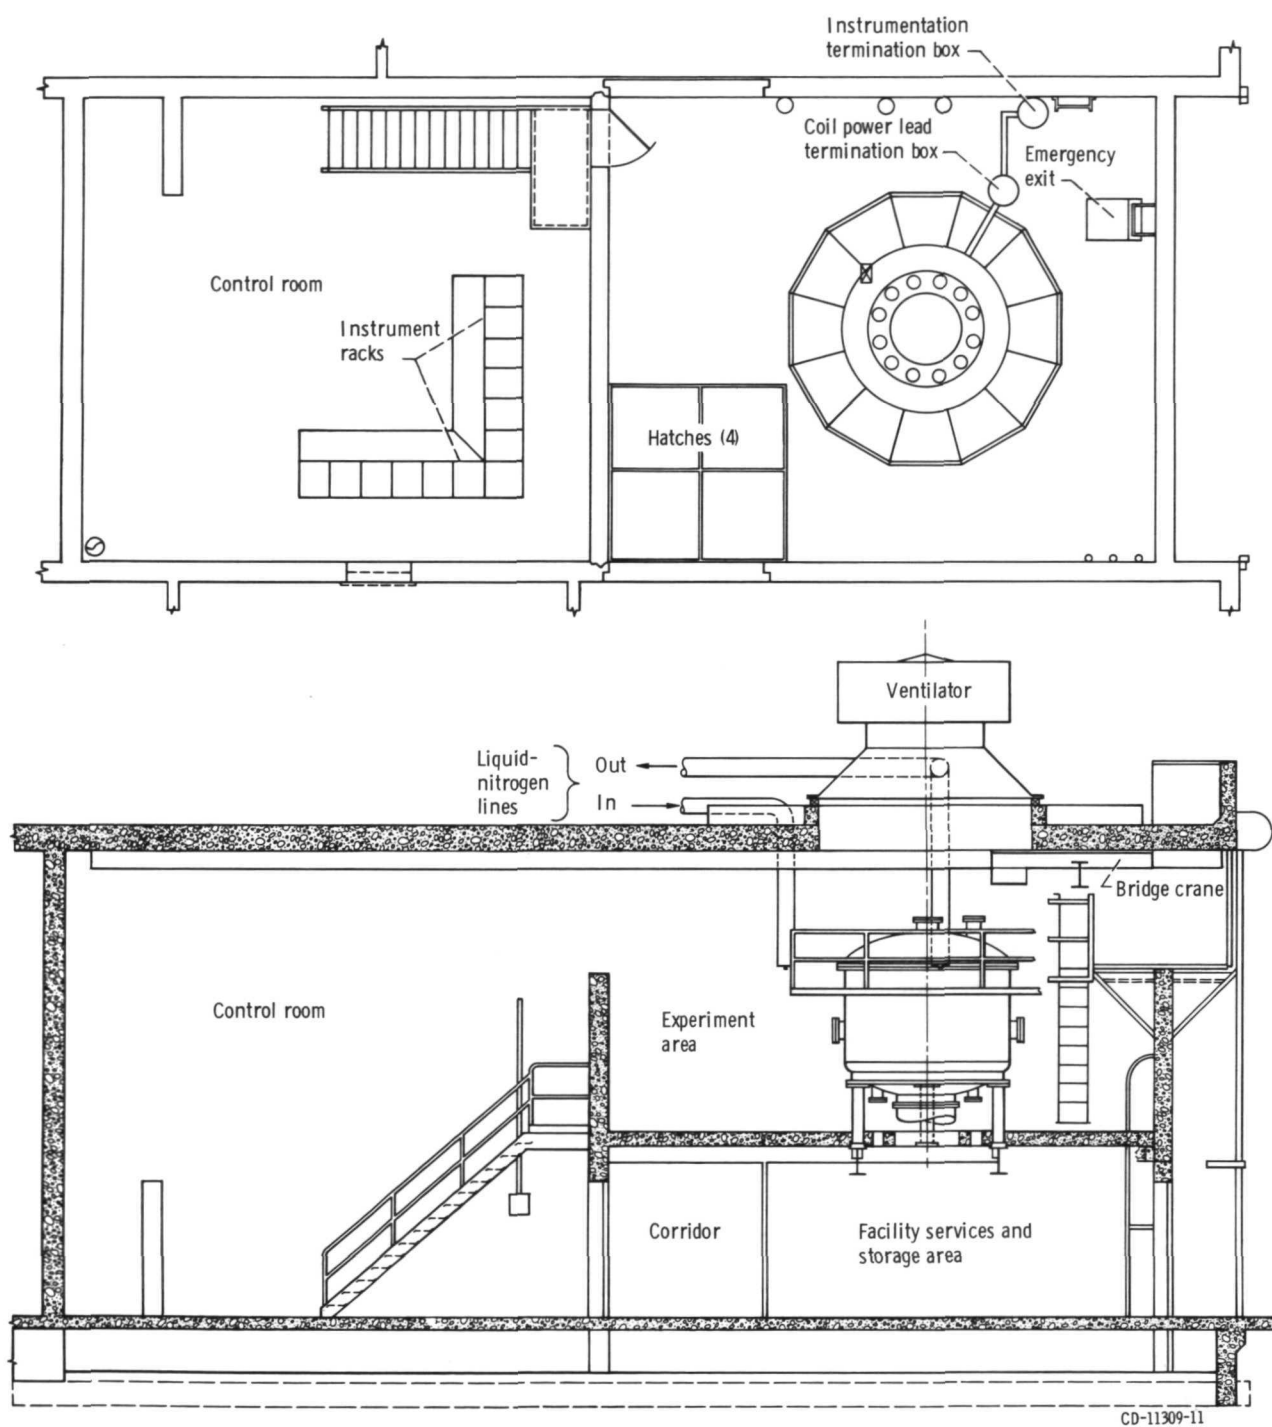 Instrumentation
termination box
Coil power lead
termination box
Emergency
exit
Control room
Instrument
racks
Hatches (4)
Ventilator
Liquid-
nitrogen
lines
Out
In
Bridge crane
Control room
Experiment
area
Corridor
Facility services and
storage area
CD-11309-11